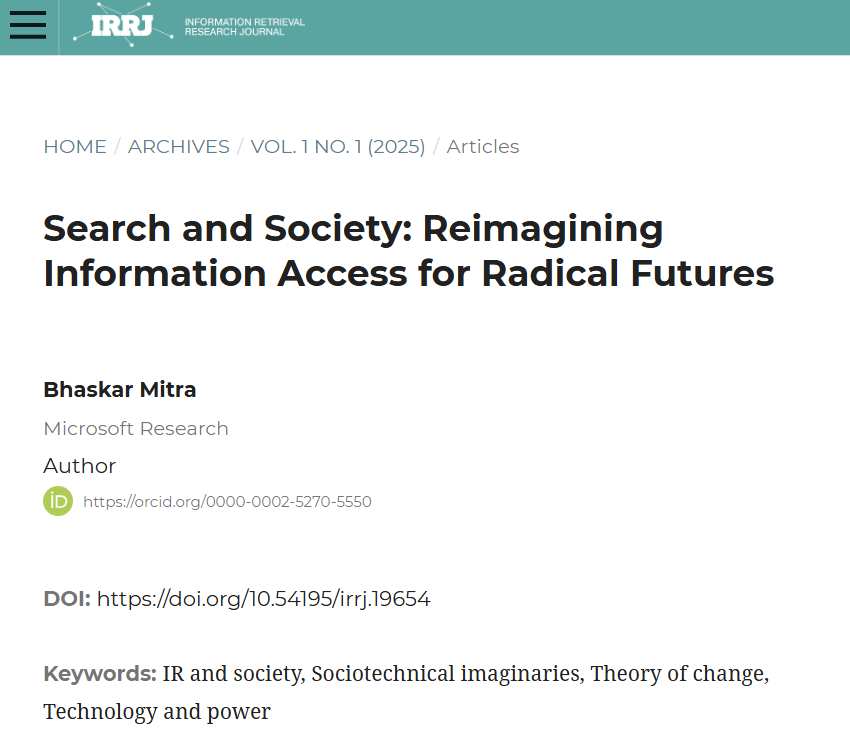 IRRJ INFORMATION RETRIEVAL
RESEARCH JOURNAL
HOME / ARCHIVES / VOL. 1 NO. 1 (2025) / Articles
Search and Society: Reimagining
Information Access for Radical Futures
Bhaskar Mitra
Microsoft Research
Author
iD https://orcid.org/0000-0002-5270-5550
DOI: https://doi.org/10.54195/irrj.19654
Keywords: IR and society, Sociotechnical imaginaries, Theory of change,
Technology and power